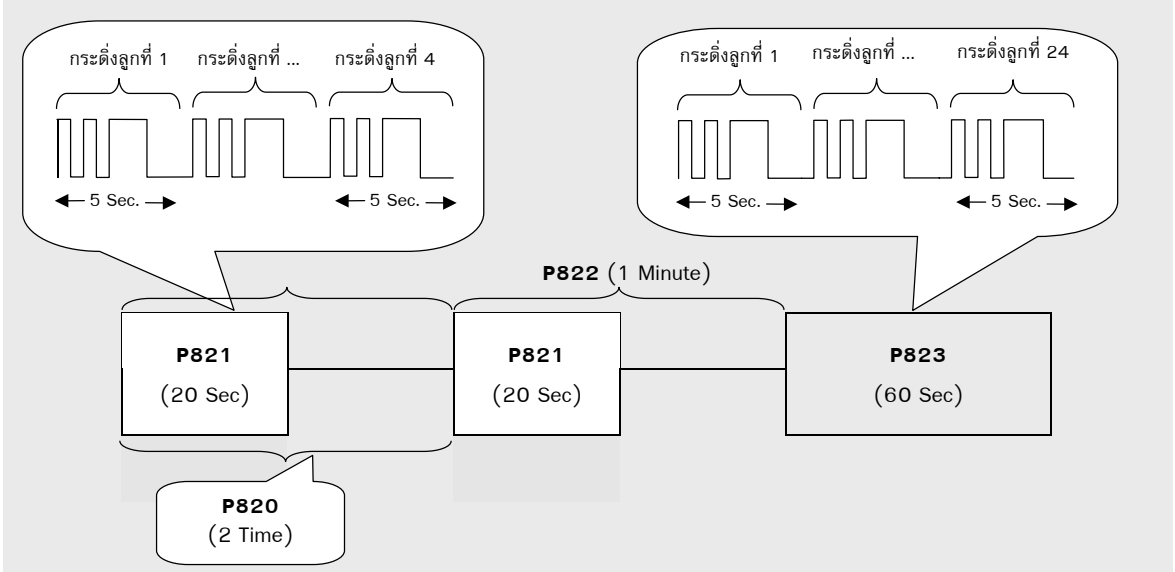 กระดิ่งลูกที่ 1 กระดิ่งลูกที่ ... กระดิ่งลูกที่ 4
5 Sec. 5 Sec.
กระดิ่งลูกที่ 1 กระดิ่งลูกที่ ... กระดิ่งลูกที่ 24
5 Sec. 5 Sec.
P822 (1 Minute)
P821
(20 Sec)
P821
(20 Sec)
P823
(60 Sec)
P820
(2 Time)